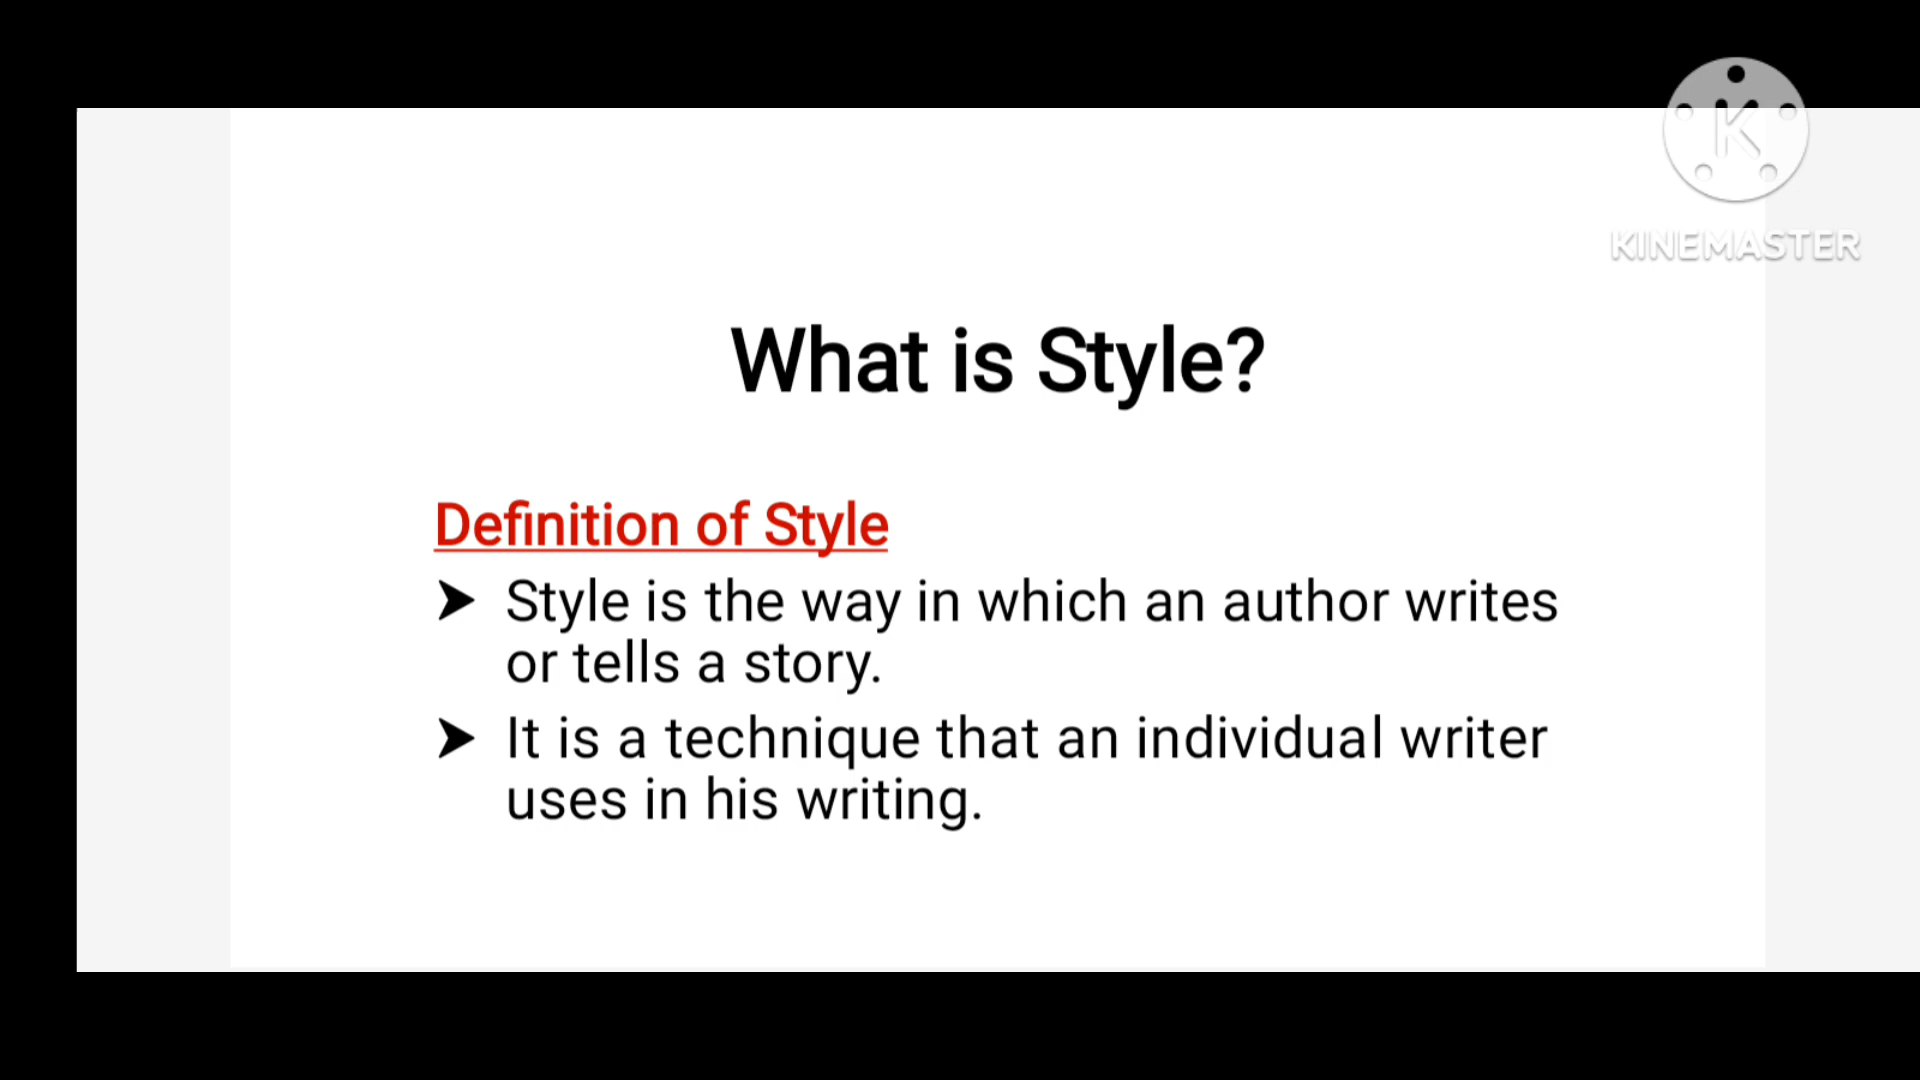 K
KINEMASTER
What is Style?
Definition of Style
➤ Style is the way in which an author writes
or tells a story.
➤ It is a technique that an individual writer
uses in his writing.